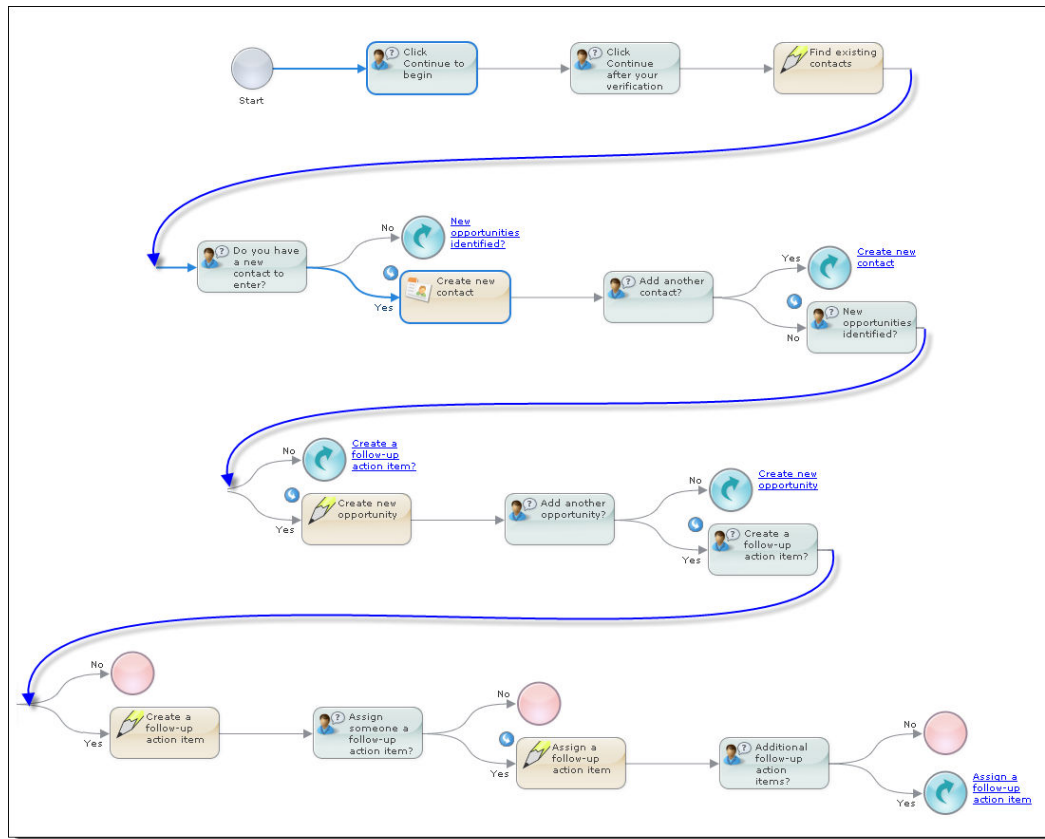 Click
Continue to
begin
Click
Continue
after your
verification
Find existing
contacts
Start
No
New
opportunities
identified?
Do you have
a new
contact to
enter?
Yes
Create new
contact
Add another
contact?
Yes
Create new
contact
No
New
opportunities
identified?
No
Create a
follow-up
action item?
Yes
Create new
opportunity
Add another
opportunity?
No
Create new
opportunity
Yes
Create a
follow-up
action item?
No
Yes
Create a
follow-up
action item
Assign
someone a
follow-up
action item?
No
Yes
Assign a
follow-up
action item
Additional
follow-up
action
items?
No
Yes
Assign a
follow-up
action item